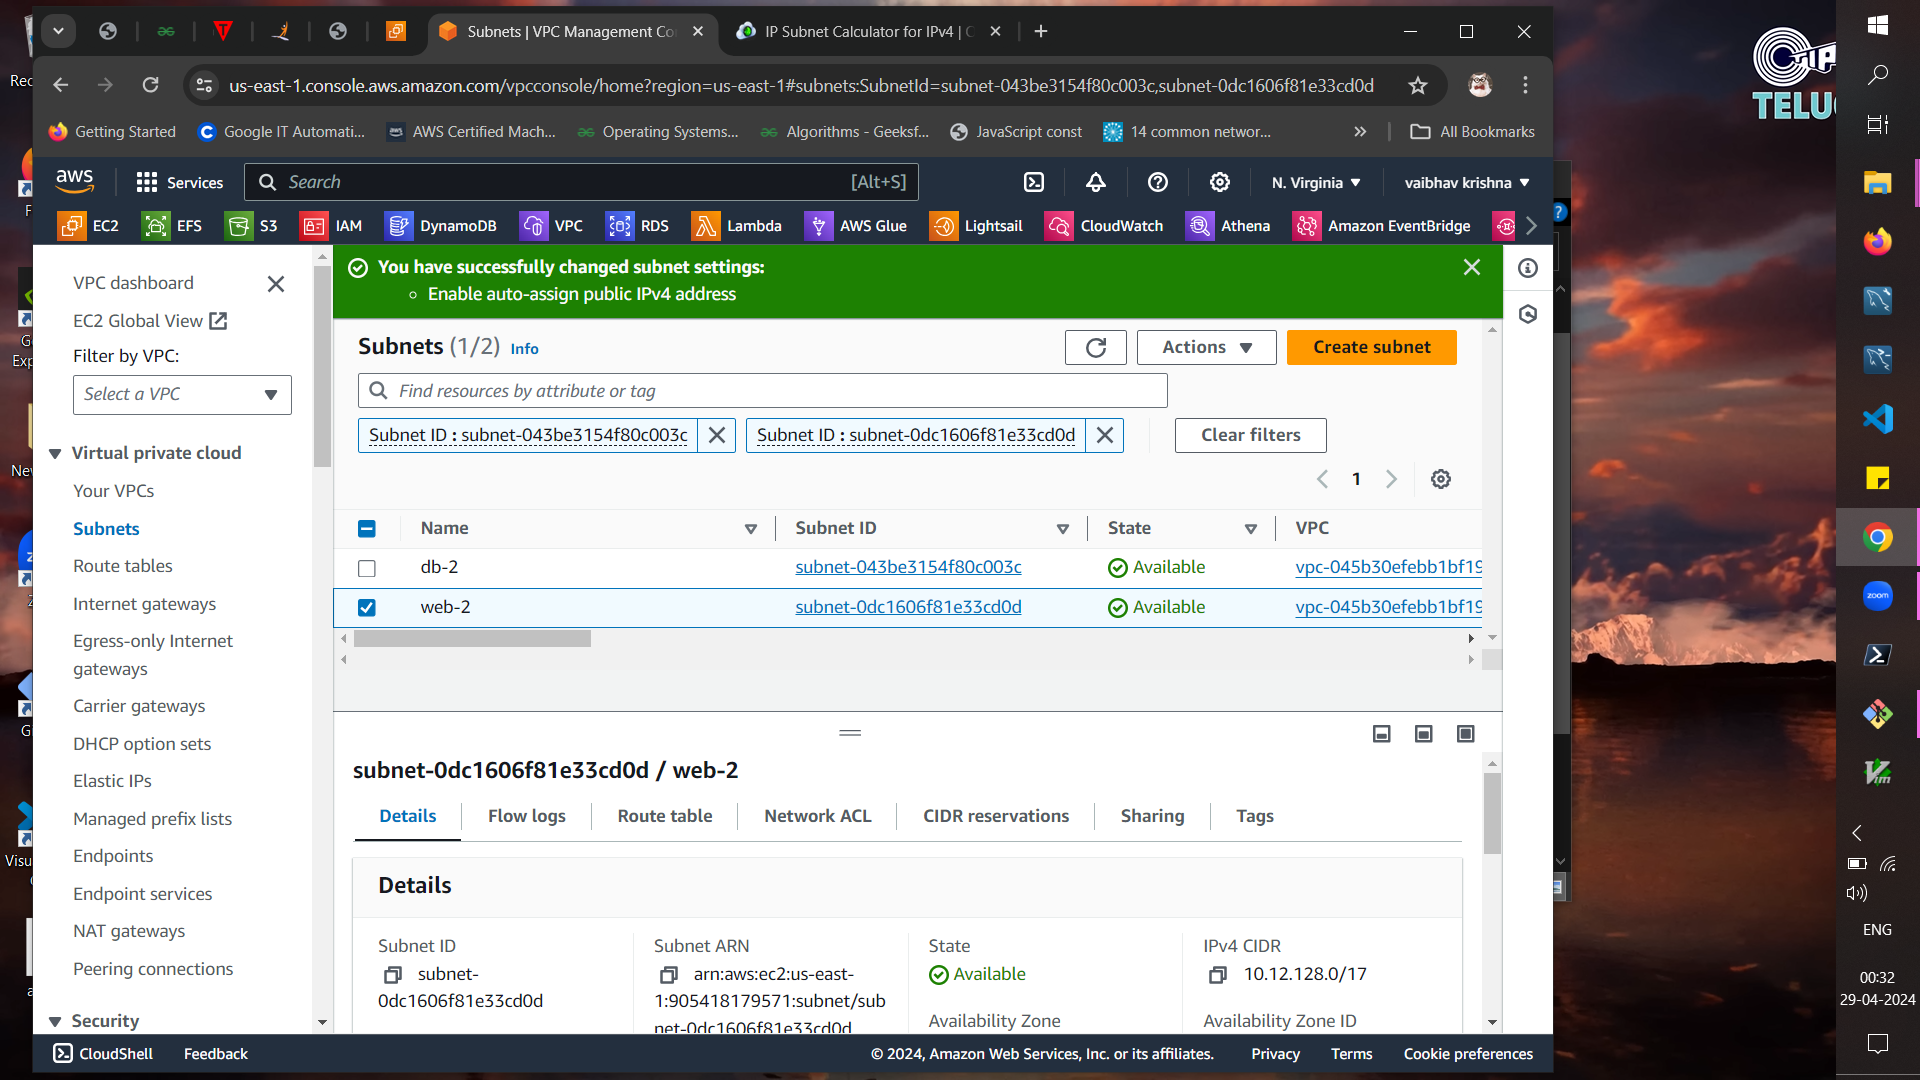 Subnets | VPC Management Co
IP Subnet Calculator for IPv4 | C
us-east-1.console.aws.amazon.com/vpcconsole/home?region=us-east-1#subnets:SubnetId=subnet-043be3154f80c003c,subnet-0dc1606f81e33cd0d
Getting Started
Google IT Automati...
AWS Certified Mach...
Operating Systems...
Algorithms - Geeksf...
JavaScript const
14 common networ...
All Bookmarks
aws
Services
Search
[Alt+S]
N. Virginia
vaibhav krishna
EC2
EFS
S3
IAM
DynamoDB
VPC
RDS
Lambda
AWS Glue
Lightsail
CloudWatch
Athena
Amazon EventBridge
VPC dashboard
EC2 Global View
Filter by VPC:
Select a VPC
Virtual private cloud
Your VPCs
Subnets
Route tables
Internet gateways
Egress-only Internet
gateways
Carrier gateways
DHCP option sets
Elastic IPs
Managed prefix lists
Endpoints
Endpoint services
NAT gateways
Peering connections
Security
You have successfully changed subnet settings:
Enable auto-assign public IPv4 address
Subnets (1/2) Info
Actions
Create subnet
Find resources by attribute or tag
Subnet ID : subnet-043be3154f80c003c
Subnet ID : subnet-0dc1606f81e33cd0d
Clear filters
1
Name Subnet ID State VPC
db-2 subnet-043be3154f80c003c Available vpc-045b30efebb1bf19
web-2 subnet-0dc1606f81e33cd0d Available vpc-045b30efebb1bf19
subnet-0dc1606f81e33cd0d / web-2
Details Flow logs Route table Network ACL CIDR reservations Sharing Tags
Details
Subnet ID
subnet-
0dc1606f81e33cd0d
Subnet ARN
arn:aws:ec2:us-east-
1:905418179571:subnet/sub
net-0dc1606f81e33cd0d
State
Available
Availability Zone
IPv4 CIDR
10.12.128.0/17
Availability Zone ID
CloudShell
Feedback
© 2024, Amazon Web Services, Inc. or its affiliates.
Privacy
Terms
Cookie preferences
zoom
ENG
00:32
29-04-2024